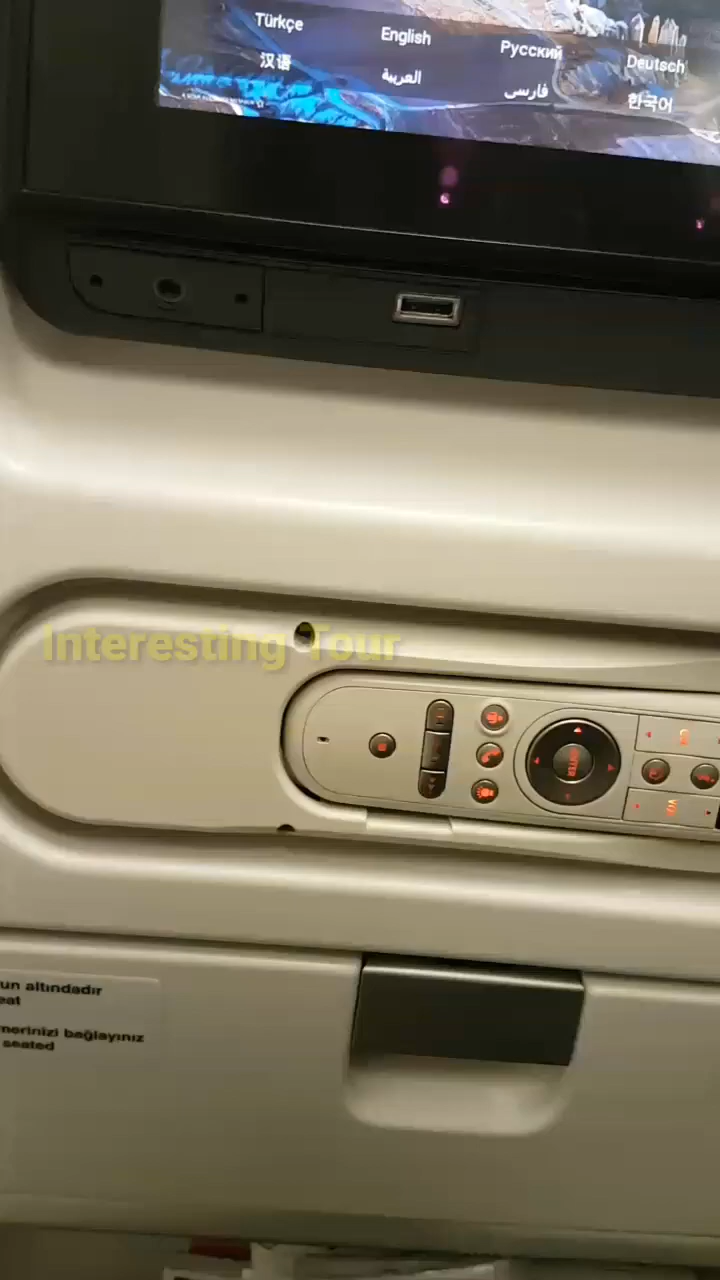 Türkçe English Русский Deutsch
汉语 العربية فارسی 한국어
Interesting Tour
ENTER
un altındadır
eat
merinizi bağlayınız
seated